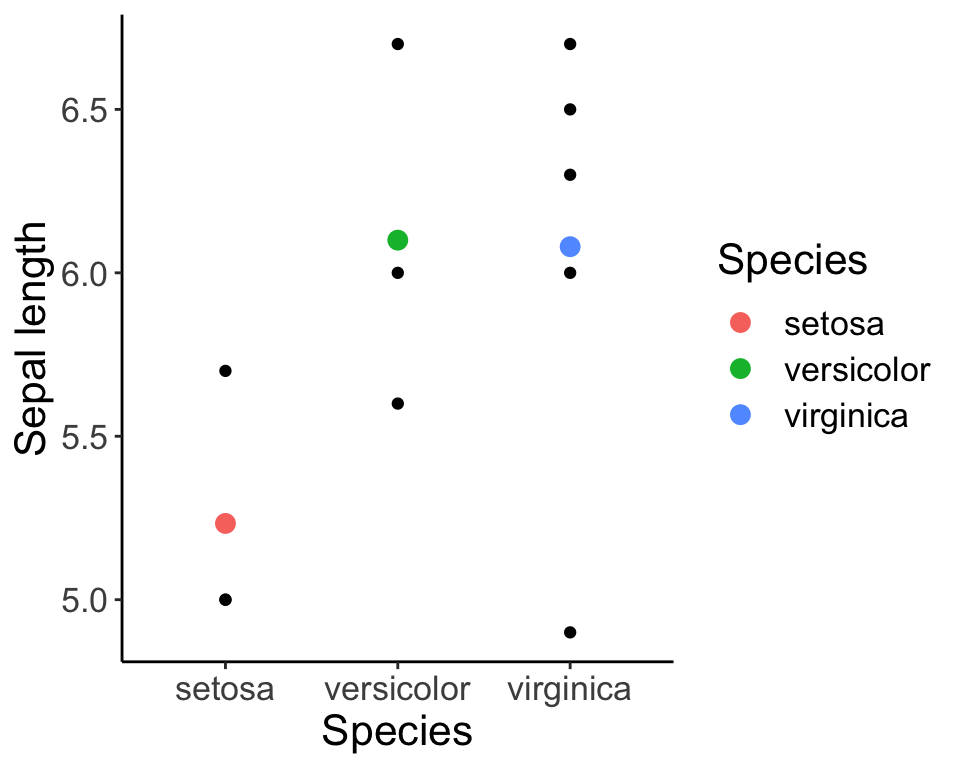 Sepal length
6.5
6.0
5.5
5.0
setosa versicolor virginica
Species
Species
setosa
versicolor
virginica